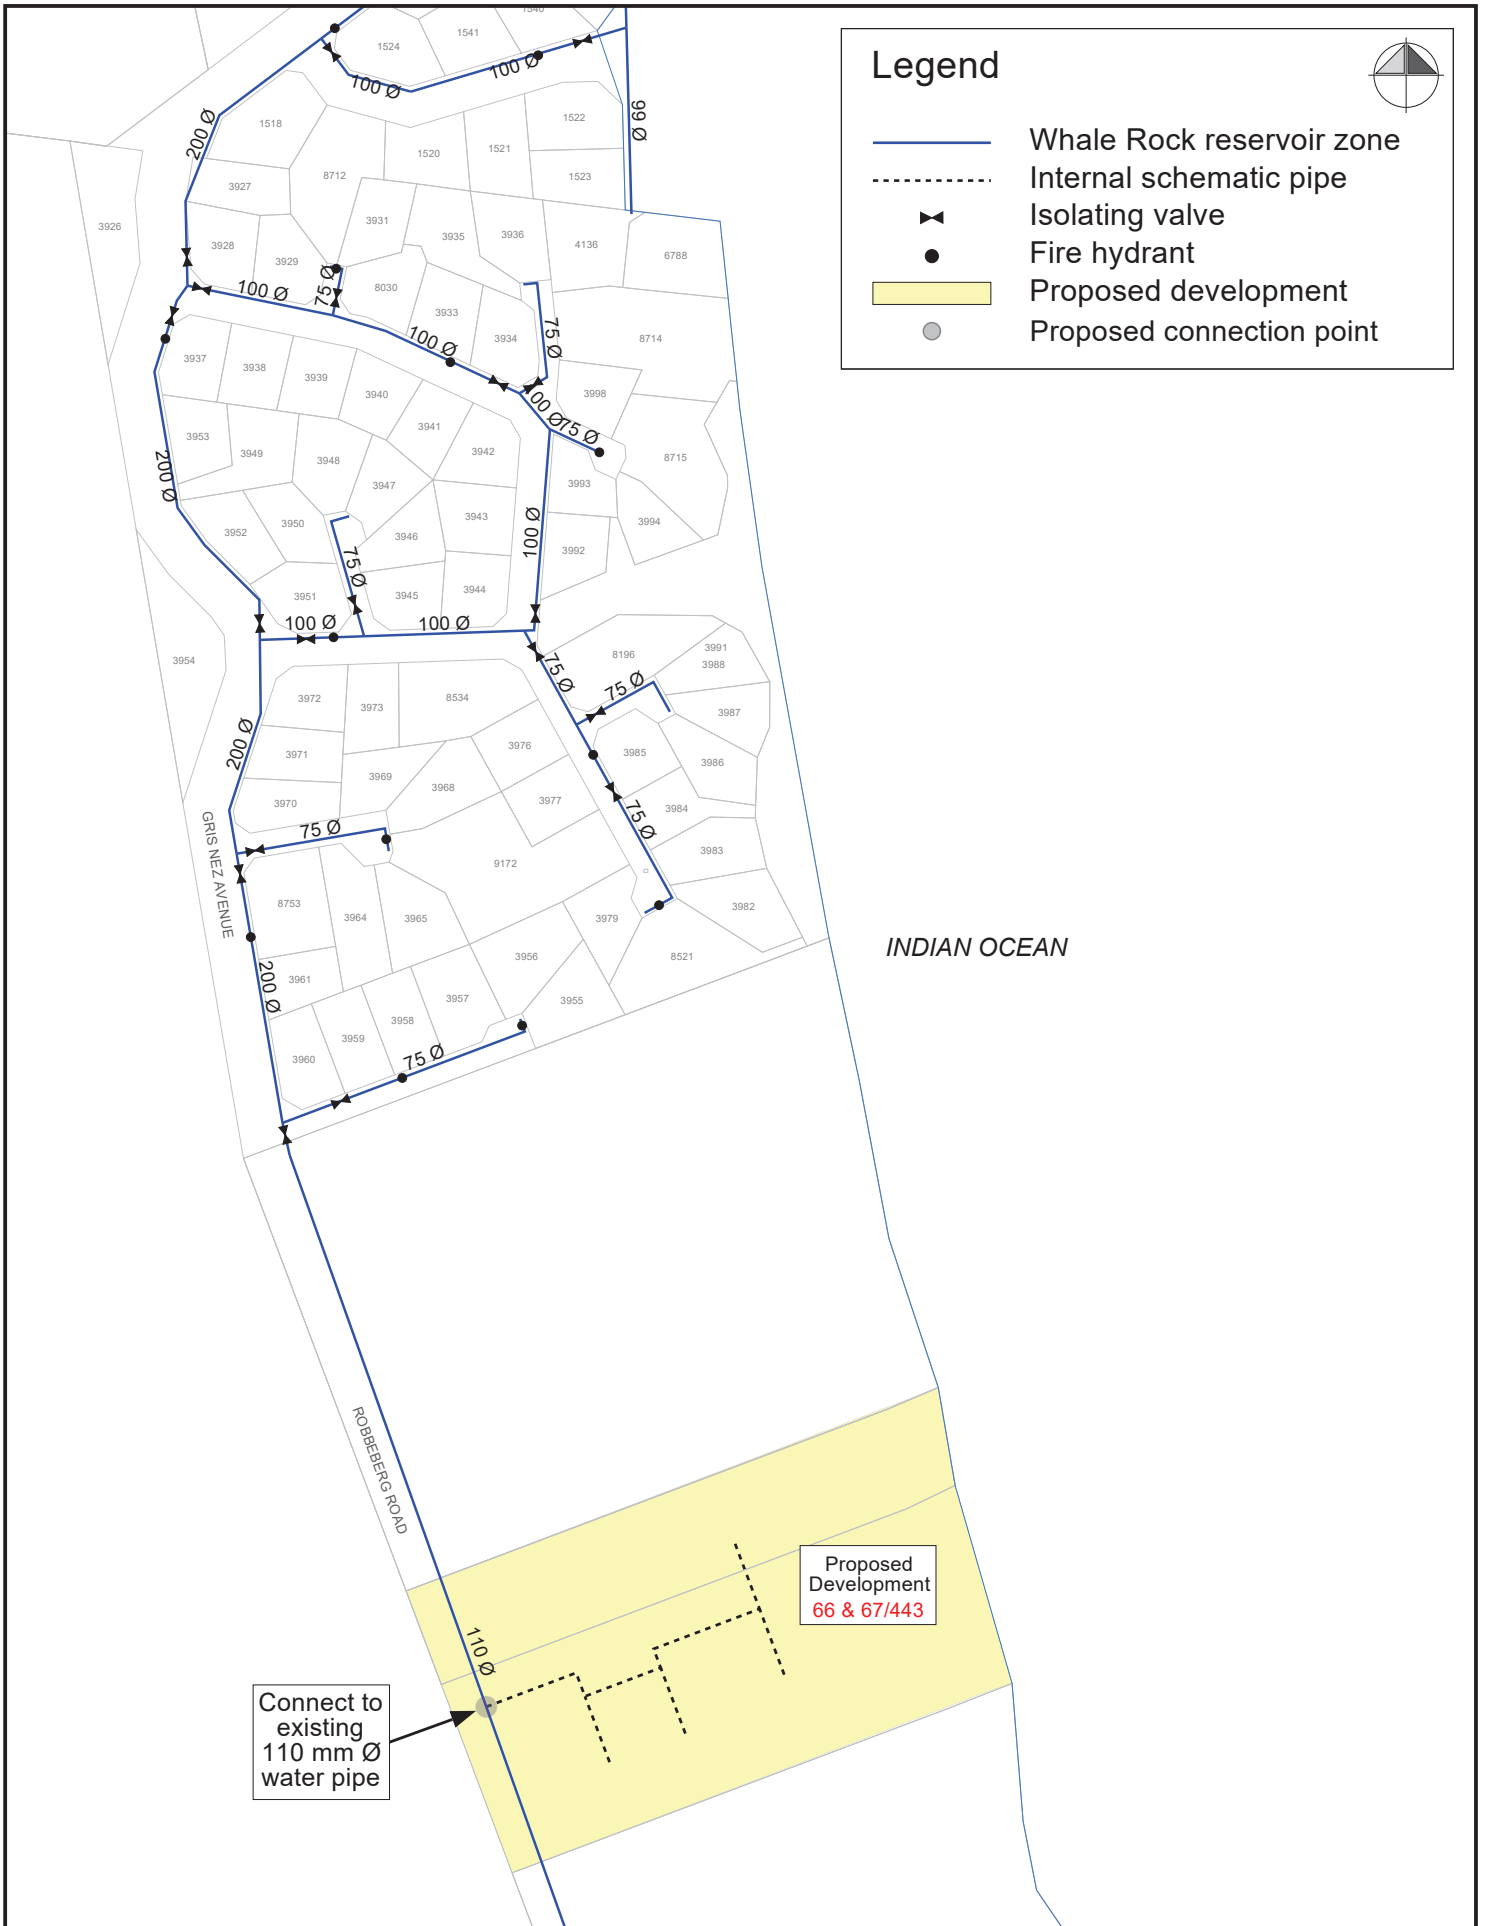 Legend
Whale Rock reservoir zone
Internal schematic pipe
Isolating valve
Fire hydrant
Proposed development
Proposed connection point
1524
1541
1540
100 Ø
100 Ø
66 Ø
200 Ø
1518
1522
1520
1521
1523
8712
3927
3926
3931
3928
3935
3936
4136
6788
3929
75 Ø
8030
100 Ø
3933
3934
100 Ø
75 Ø
8714
3937
3938
3939
3940
3998
00 Ø
75 Ø
3941
3953
3949
3948
3942
8715
200 Ø
3947
3993
3943
3994
3952
3950
3946
100 Ø
3992
75 Ø
3951
3945
3944
100 Ø
100 Ø
3954
8196
3991
3988
75 Ø
75 Ø
3972
3973
8534
3987
200 Ø
3971
3976
3985
3986
3969
3968
3970
3977
3984
75 Ø
75 Ø
3983
9172
GRIS NEZ AVENUE
8753
3964
3965
3979
3982
INDIAN OCEAN
3956
8521
200 Ø
3961
3957
3955
3958
3959
3960
75 Ø
ROBBEBERG ROAD
Proposed
Development
66 & 67/443
110 Ø
Connect to
existing
110 mm Ø
water pipe